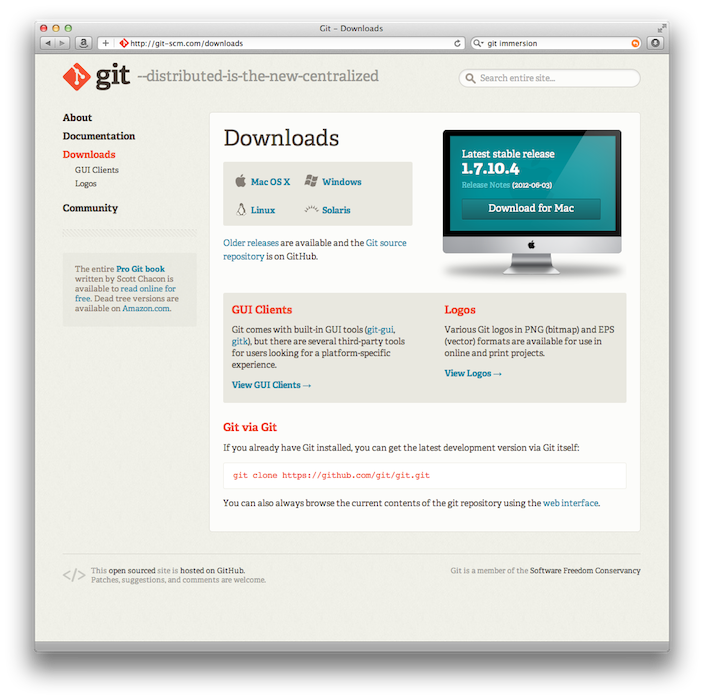 Git – Downloads
http://git-scm.com/downloads
git immersion
git --distributed-is-the-new-centralized
Search entire site...
About
Documentation
Downloads
GUI Clients
Logos
Community
The entire Pro Git book
written by Scott Chacon is
available to read online for
free. Dead tree versions are
available on Amazon.com.
Downloads
Mac OS X
Windows
Linux
Solaris
Older releases are available and the Git source
repository is on GitHub.
Latest stable release
1.7.10.4
Release Notes (2012-06-03)
Download for Mac
GUI Clients
Git comes with built-in GUI tools (git-gui,
gitk), but there are several third-party tools
for users looking for a platform-specific
experience.
View GUI Clients →
Logos
Various Git logos in PNG (bitmap) and EPS
(vector) formats are available for use in
online and print projects.
View Logos →
Git via Git
If you already have Git installed, you can get the latest development version via Git itself:
git clone https://github.com/git/git.git
You can also always browse the current contents of the git repository using the web interface.
</>
This open sourced site is hosted on GitHub.
Patches, suggestions, and comments are welcome.
Git is a member of the Software Freedom Conservancy